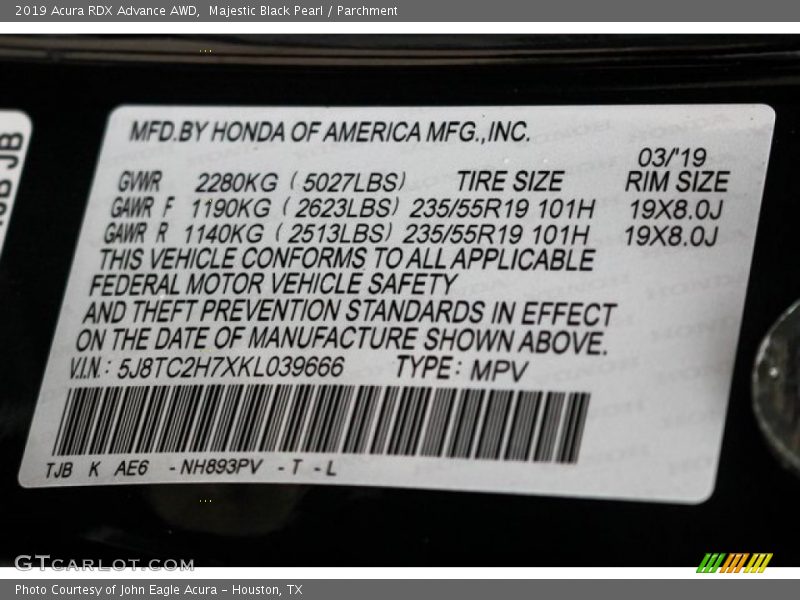 2019 Acura RDX Advance AWD,  Majestic Black Pearl / Parchment
MFD.BY HONDA OF AMERICA MFG.,INC.
03/'19
GVWR 2280KG ( 5027LBS) TIRE SIZE RIM SIZE
GAWR F 1190KG ( 2623LBS) 235/55R19 101H 19X8.0J
GAWR R 1140KG ( 2513LBS) 235/55R19 101H 19X8.0J
THIS VEHICLE CONFORMS TO ALL APPLICABLE
FEDERAL MOTOR VEHICLE SAFETY
AND THEFT PREVENTION STANDARDS IN EFFECT
ON THE DATE OF MANUFACTURE SHOWN ABOVE.
V.I.N.: 5J8TC2H7XKL039666 TYPE: MPV
TJB K AE6 -NH893PV -T -L
GTCARLOT.COM
Photo Courtesy of John Eagle Acura - Houston, TX